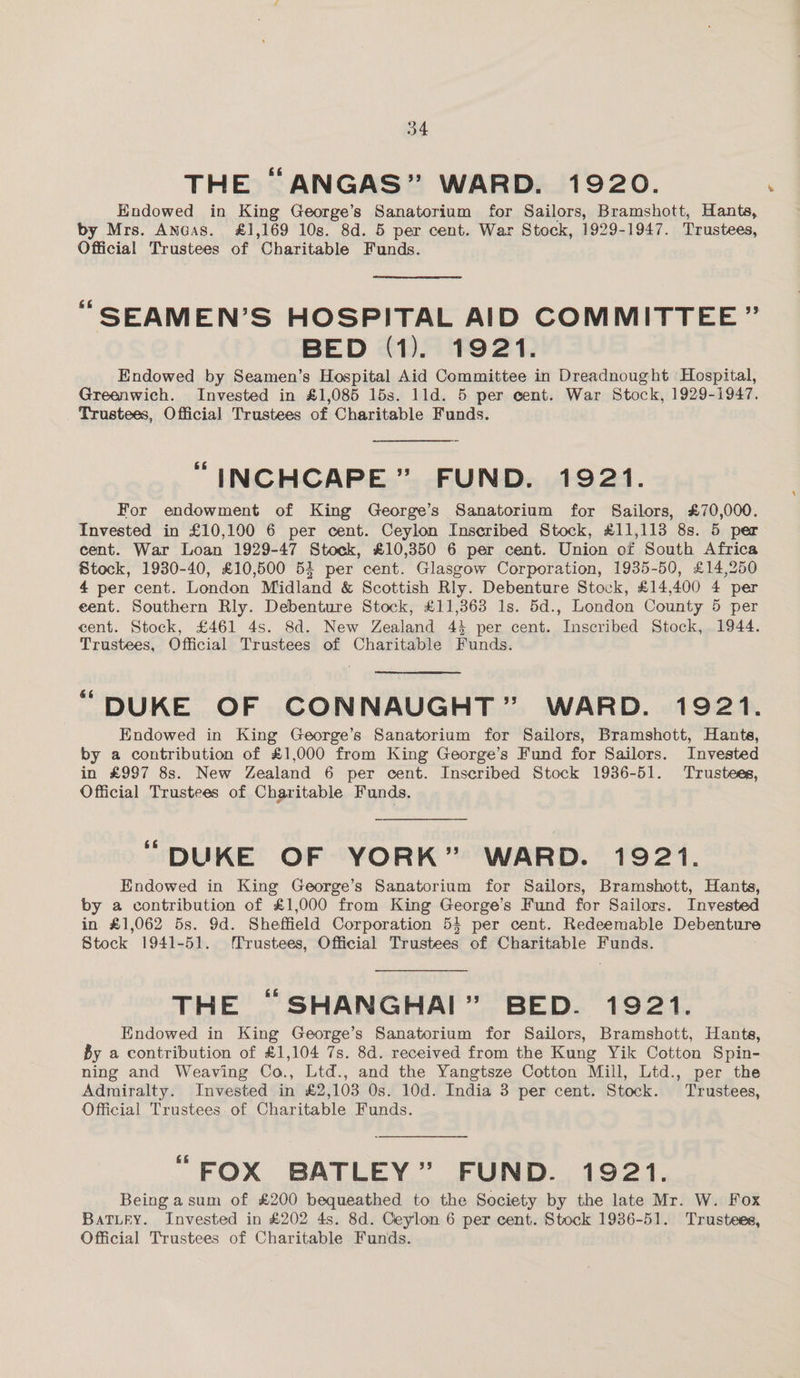 34
THE “ANGAS” WARD. 1920.
Endowed in King George’s Sanatorium for Sailors, Bramshott, Hants,
by Mrs. ANGAS. £1,169 10s. 8d. 5 per cent. War Stock, 1929-1947. Trustees,
Official Trustees of Charitable Funds.
“SEAMEN’S HOSPITAL AID COMMITTEE”
BED (1). 1921.
Endowed by Seamen’s Hospital Aid Committee in Dreadnought Hospital,
Greenwich. Invested in £1,085 15s. 11d. 5 per cent. War Stock, 1929-1947.
Trustees, Official Trustees of Charitable Funds.
“INCHCAPE” FUND. 1921.
For endowment of King George’s Sanatorium for Sailors, £70,000.
Invested in £10,100 6 per cent. Ceylon Inscribed Stock, £11,113 8s. 5 per
cent. War Loan 1929-47 Stock, £10,350 6 per cent. Union of South Africa
Stock, 1930-40, £10,500 5½ per cent. Glasgow Corporation, 1935-50, £14,250
4 per cent. London Midland & Scottish Rly. Debenture Stock, £14,400 4 per
cent. Southern Rly. Debenture Stock, £11,363 1s. 5d., London County 5 per
cent. Stock, £461 4s. 8d. New Zealand 4½ per cent. Inscribed Stock, 1944.
Trustees, Official Trustees of Charitable Funds.
“DUKE OF CONNAUGHT” WARD. 1921.
Endowed in King George’s Sanatorium for Sailors, Bramshott, Hants,
by a contribution of £1,000 from King George’s Fund for Sailors. Invested
in £997 8s. New Zealand 6 per cent. Inscribed Stock 1936-51. Trustees,
Official Trustees of Charitable Funds.
“DUKE OF YORK” WARD. 1921.
Endowed in King George’s Sanatorium for Sailors, Bramshott, Hants,
by a contribution of £1,000 from King George’s Fund for Sailors. Invested
in £1,062 5s. 9d. Sheffield Corporation 5½ per cent. Redeemable Debenture
Stock 1941-51. Trustees, Official Trustees of Charitable Funds.
THE “SHANGHAI” BED. 1921.
Endowed in King George’s Sanatorium for Sailors, Bramshott, Hants,
By a contribution of £1,104 7s. 8d. received from the Kung Yik Cotton Spin-
ning and Weaving Co., Ltd., and the Yangtsze Cotton Mill, Ltd., per the
Admiralty. Invested in £2,103 0s. 10d. India 3 per cent. Stock. Trustees,
Official Trustees of Charitable Funds.
“FOX BATLEY” FUND. 1921.
Being a sum of £200 bequeathed to the Society by the late Mr. W. Fox
BATLEY. Invested in £202 4s. 8d. Ceylon 6 per cent. Stock 1936-51. Trustees,
Official Trustees of Charitable Funds.